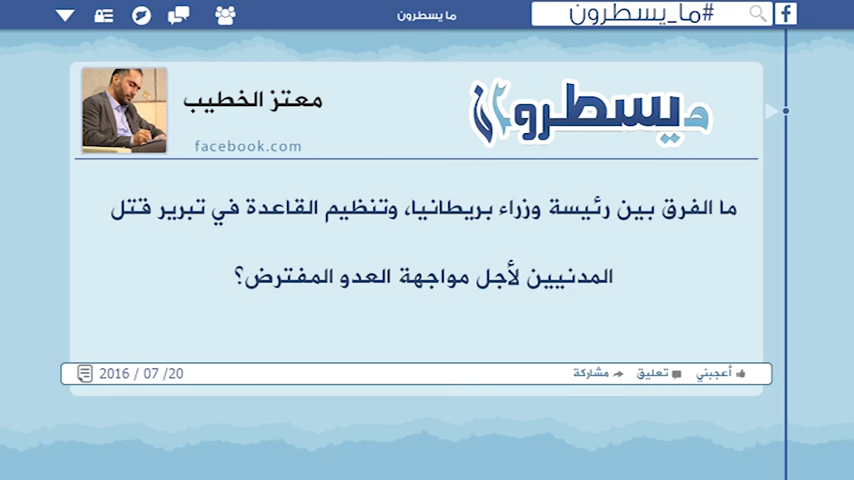 ما يسطرون
#ما_يسطرون
معتز الخطيب
facebook.com
ما يسطرون
ما الفرق بين رئيسة وزراء بريطانيا، وتنظيم القاعدة في تبرير قتل
المدنيين لأجل مواجهة العدو المفترض؟
أعجبني تعليق مشاركة
2016 / 07 /20